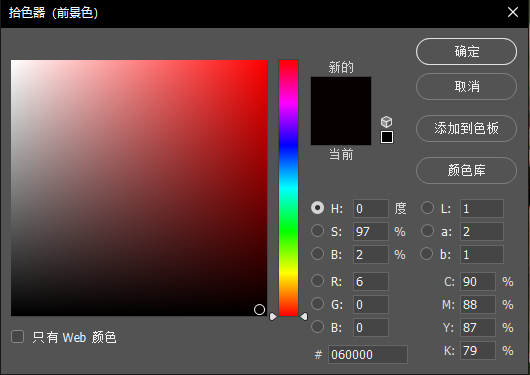 拾色器（前景色）
新的
当前
确定
取消
添加到色板
颜色库
H: 0 度
S: 97 %
B: 2 %
R: 6
G: 0
B: 0
# 060000
L: 1
a: 2
b: 1
C: 90 %
M: 88 %
Y: 87 %
K: 79 %
只有 Web 颜色